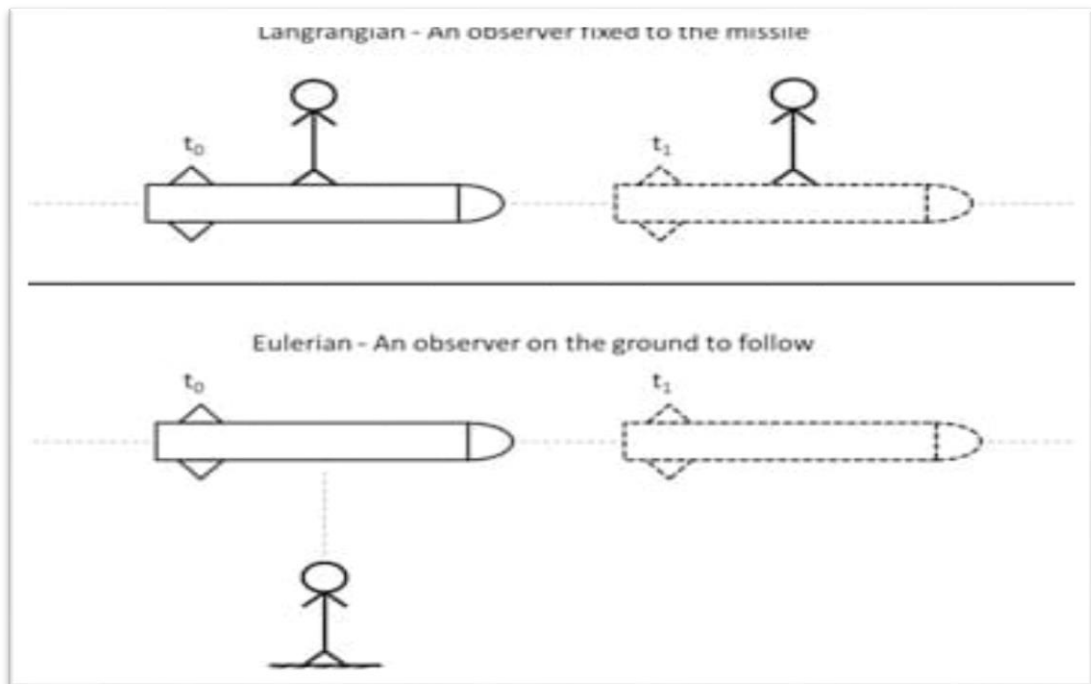 Langrangian - An observer fixed to the missile
t₀ t₁
Eulerian - An observer on the ground to follow
t₀ t₁